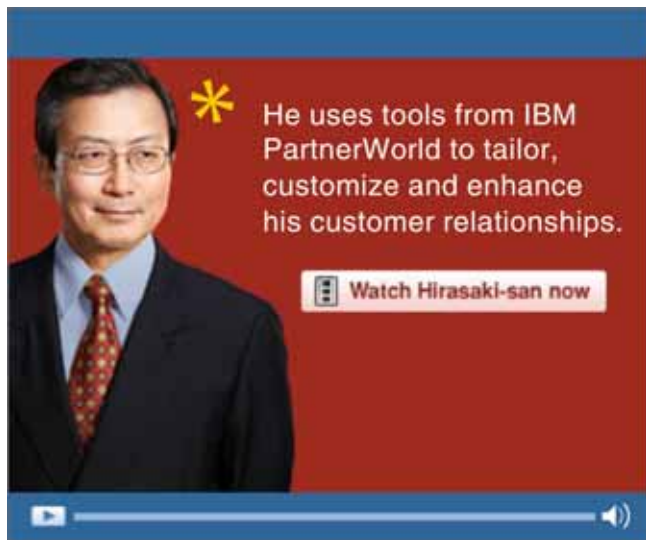 He uses tools from IBM
PartnerWorld to tailor,
customize and enhance
his customer relationships.
Watch Hirasaki-san now